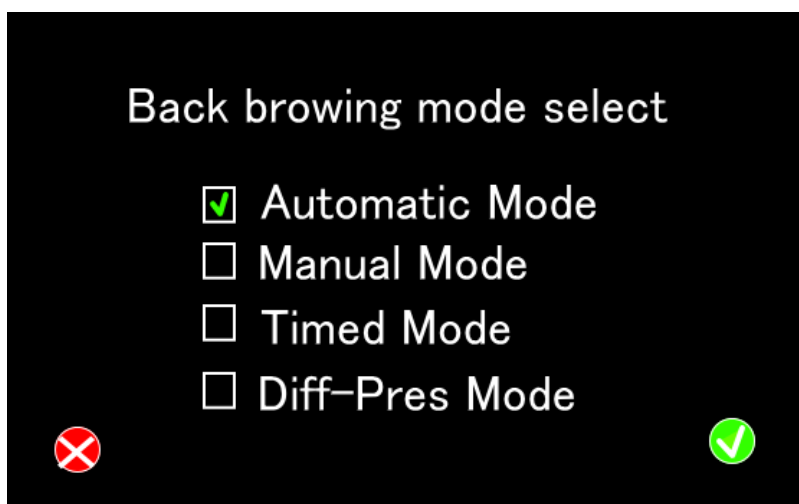 Back browing mode select
Automatic Mode
Manual Mode
Timed Mode
Diff-Pres Mode